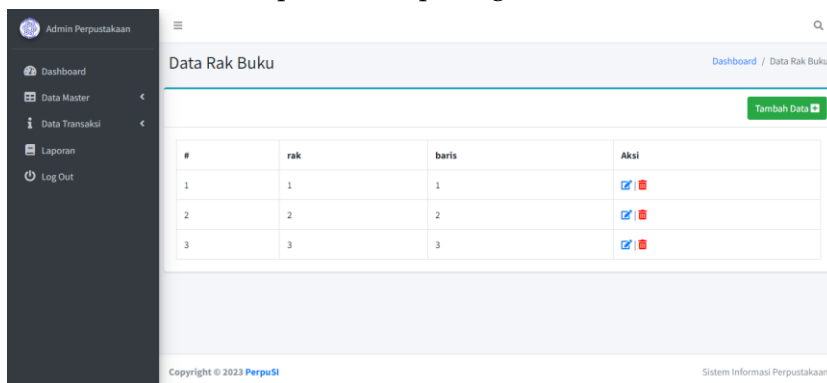 Admin Perpustakaan
Dashboard
Data Master
Data Transaksi
Laporan
Log Out
Data Rak Buku
Dashboard / Data Rak Buku
Tambah Data
# rak baris Aksi
1 1 1
2 2 2
3 3 3
Copyright © 2023 PerpuSI
Sistem Informasi Perpustakaan